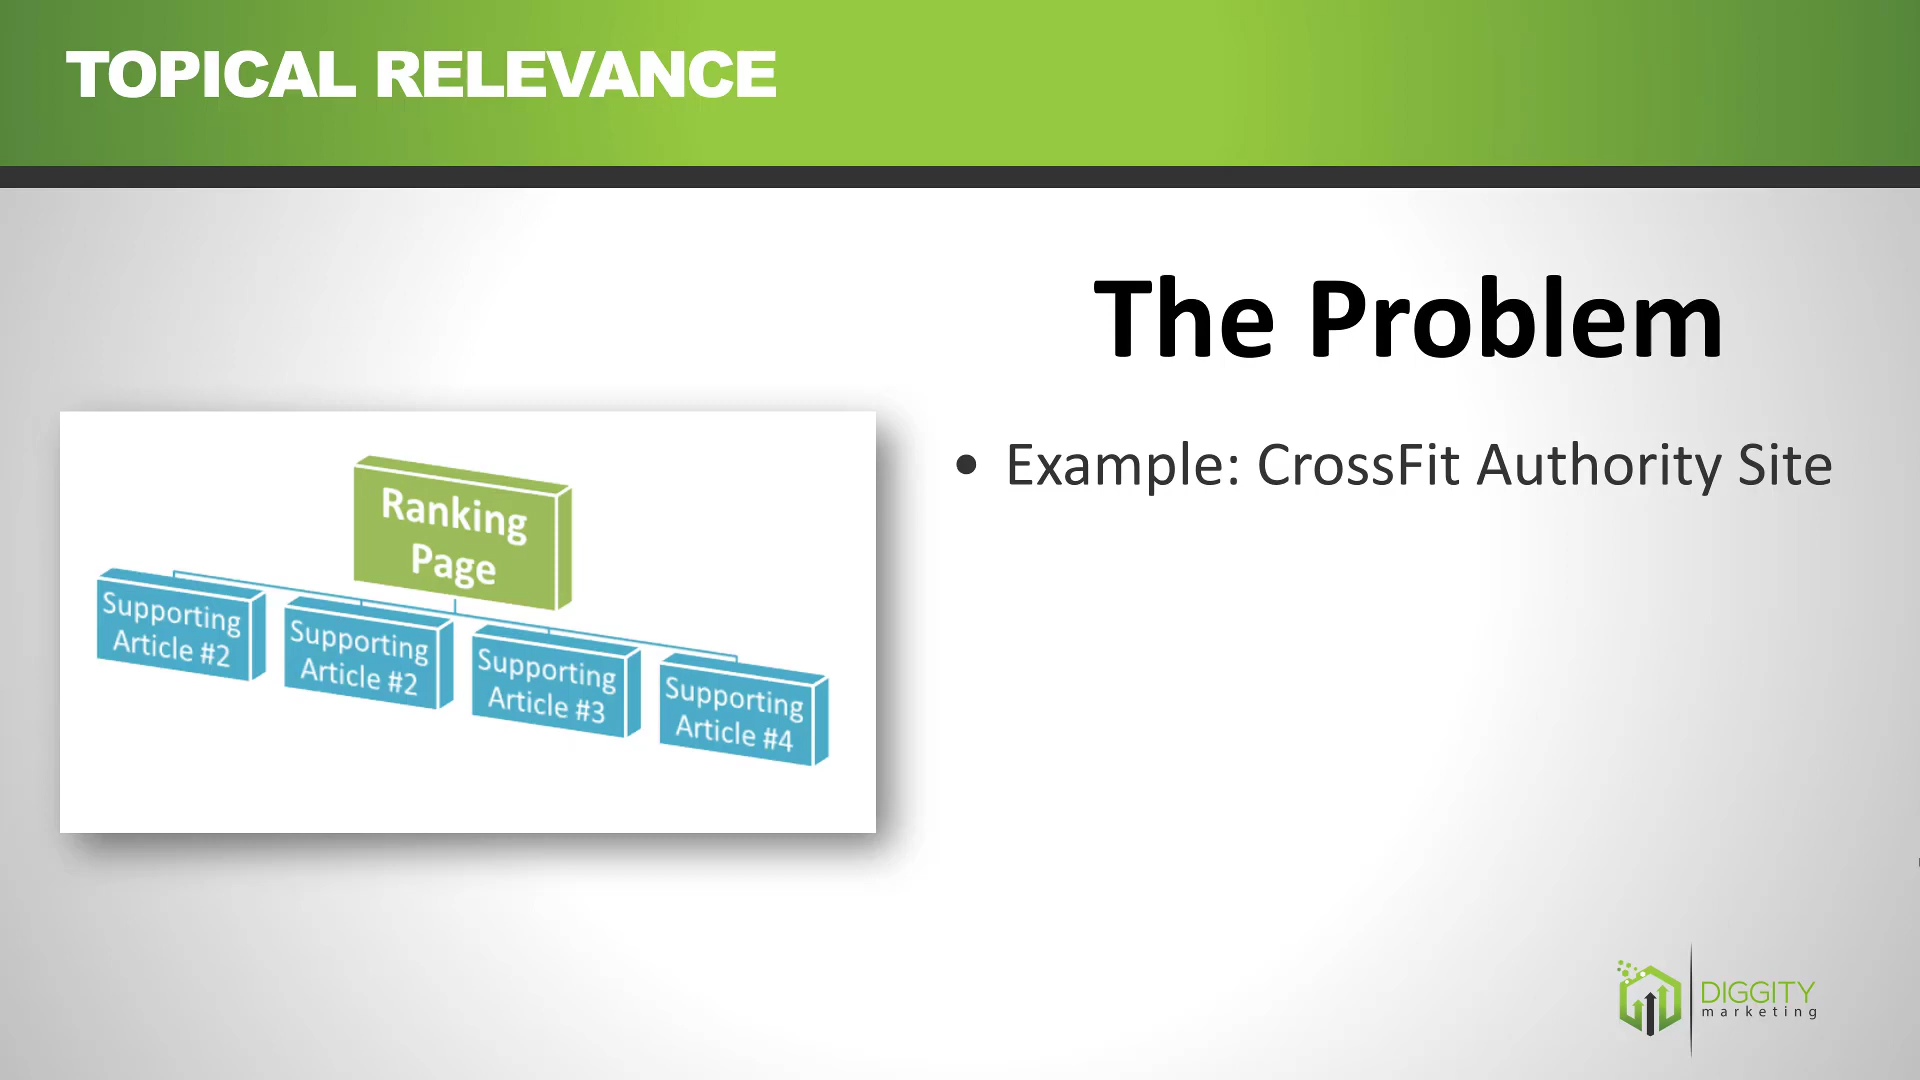 TOPICAL RELEVANCE
The Problem
• Example: CrossFit Authority Site
Ranking
Page
Supporting
Article #2
Supporting
Article #2
Supporting
Article #3
Supporting
Article #4
DIGGITY
marketing